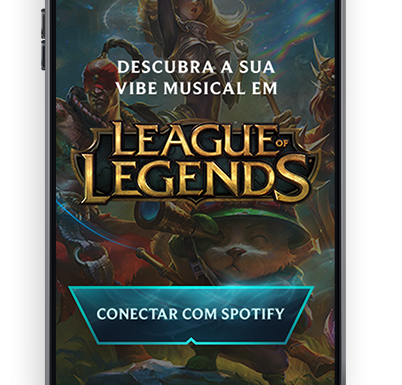 DESCUBRA A SUA
VIBE MUSICAL EM
LEAGUE OF
LEGENDS
CONECTAR COM SPOTIFY